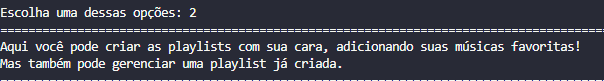 Escolha uma dessas opções: 2
================================================================================
Aqui você pode criar as playlists com sua cara, adicionando suas músicas favoritas!
Mas também pode gerenciar uma playlist já criada.
================================================================================